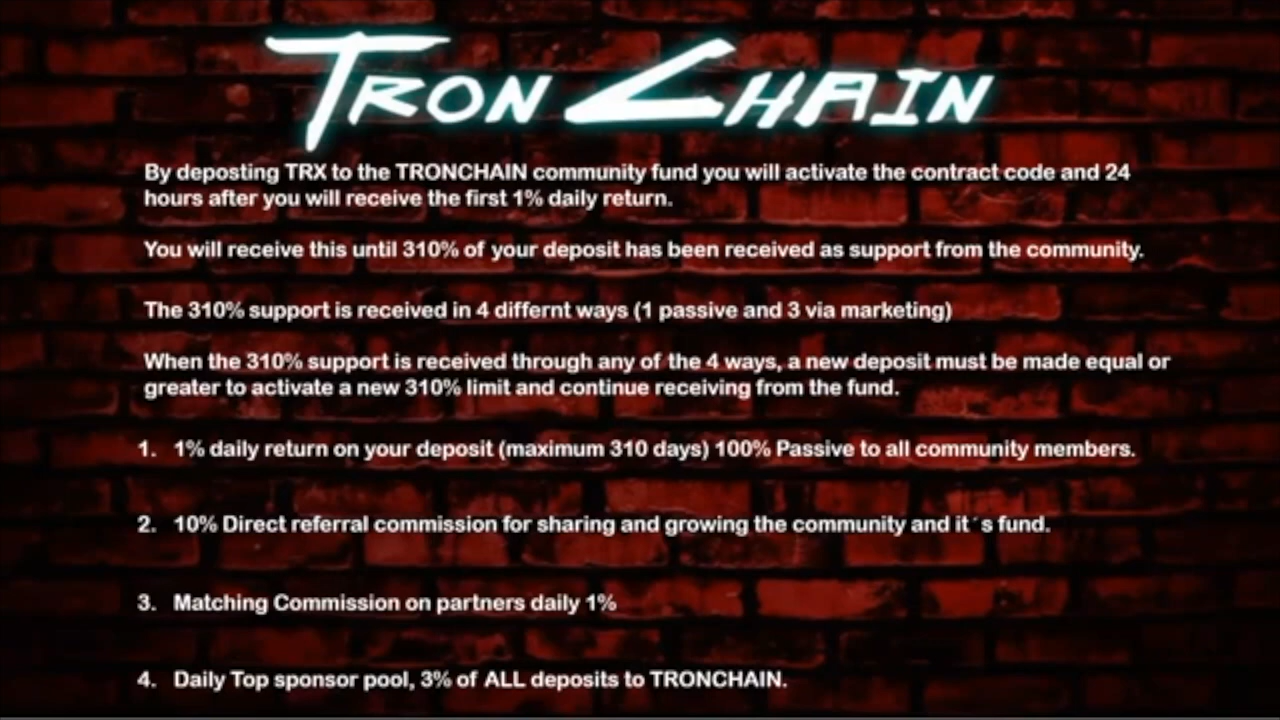 TRON CHAIN
By deposting TRX to the TRONCHAIN community fund you will activate the contract code and 24
hours after you will receive the first 1% daily return.
You will receive this until 310% of your deposit has been received as support from the community.
The 310% support is received in 4 differnt ways (1 passive and 3 via marketing)
When the 310% support is received through any of the 4 ways, a new deposit must be made equal or
greater to activate a new 310% limit and continue receiving from the fund.
1. 1% daily return on your deposit (maximum 310 days) 100% Passive to all community members.
2. 10% Direct referral commission for sharing and growing the community and it´s fund.
3. Matching Commission on partners daily 1%
4. Daily Top sponsor pool, 3% of ALL deposits to TRONCHAIN.